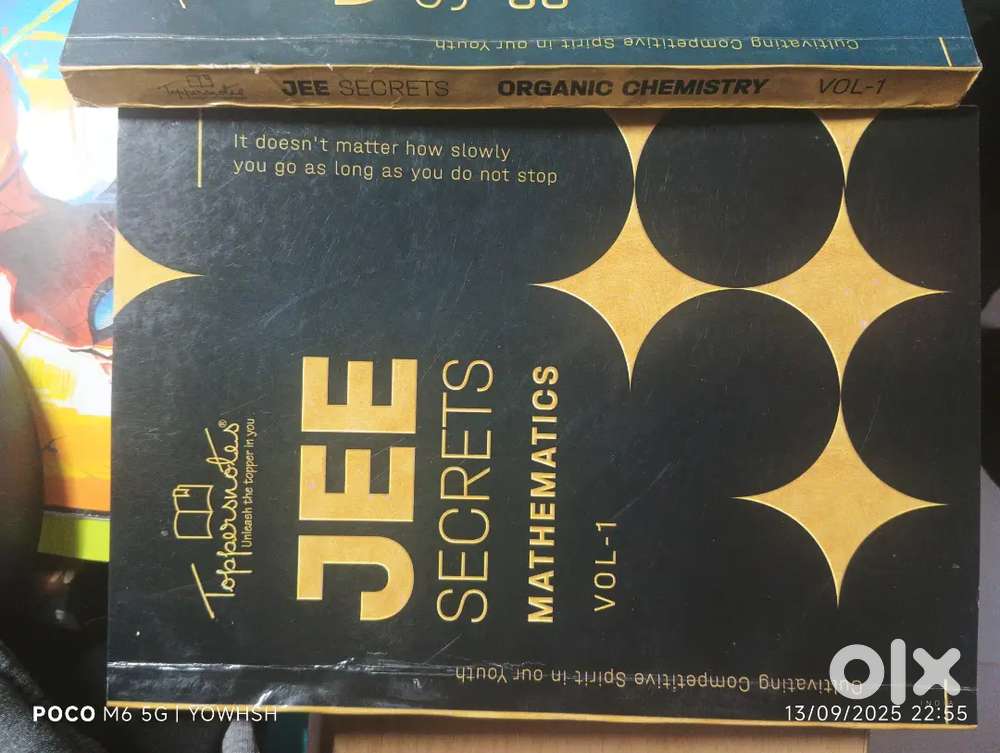 Cultivating Competitive Spirit in our Youth
Toppersnotes
JEE SECRETS ORGANIC CHEMISTRY VOL-1
It doesn't matter how slowly
you go as long as you do not stop
Toppersnotes®
Unleash the topper in you
JEE
SECRETS
MATHEMATICS
VOL-1
Cultivating Competitive Spirit in our Youth
olx
POCO M6 5G | YOWHSH
13/09/2025 22:55